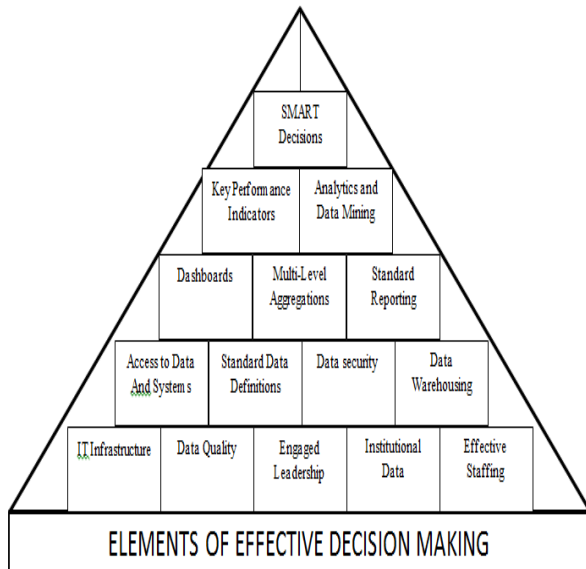 SMART
Decisions
Key Performance
Indicators
Analytics and
Data Mining
Dashboards
Multi-Level
Aggregations
Standard
Reporting
Access to Data
And Systems
Standard Data
Definitions
Data security
Data
Warehousing
IT Infrastructure
Data Quality
Engaged
Leadership
Institutional
Data
Effective
Staffing
ELEMENTS OF EFFECTIVE DECISION MAKING